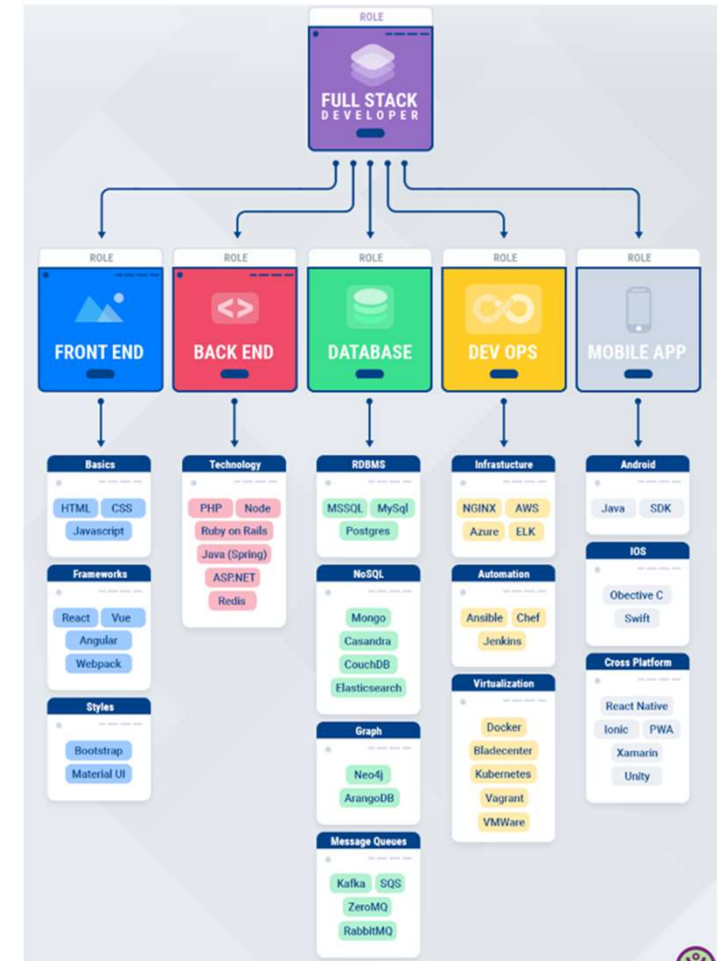 ROLE
FULL STACK
DEVELOPER
ROLE
FRONT END
ROLE
BACK END
ROLE
DATABASE
ROLE
DEV OPS
ROLE
MOBILE APP
Basics
HTML CSS
Javascript
Frameworks
React Vue
Angular
Webpack
Styles
Bootstrap
Material UI
Technology
PHP Node
Ruby on Rails
Java (Spring)
ASP.NET
Redis
RDBMS
MSSQL MySql
Postgres
NoSQL
Mongo
Casandra
CouchDB
Elasticsearch
Graph
Neo4j
ArangoDB
Message Queues
Kafka SQS
ZeroMQ
RabbitMQ
Infrastucture
NGINX AWS
Azure ELK
Automation
Ansible Chef
Jenkins
Virtualization
Docker
Bladecenter
Kubernetes
Vagrant
VMWare
Android
Java SDK
IOS
Obective C
Swift
Cross Platform
React Native
Ionic PWA
Xamarin
Unity